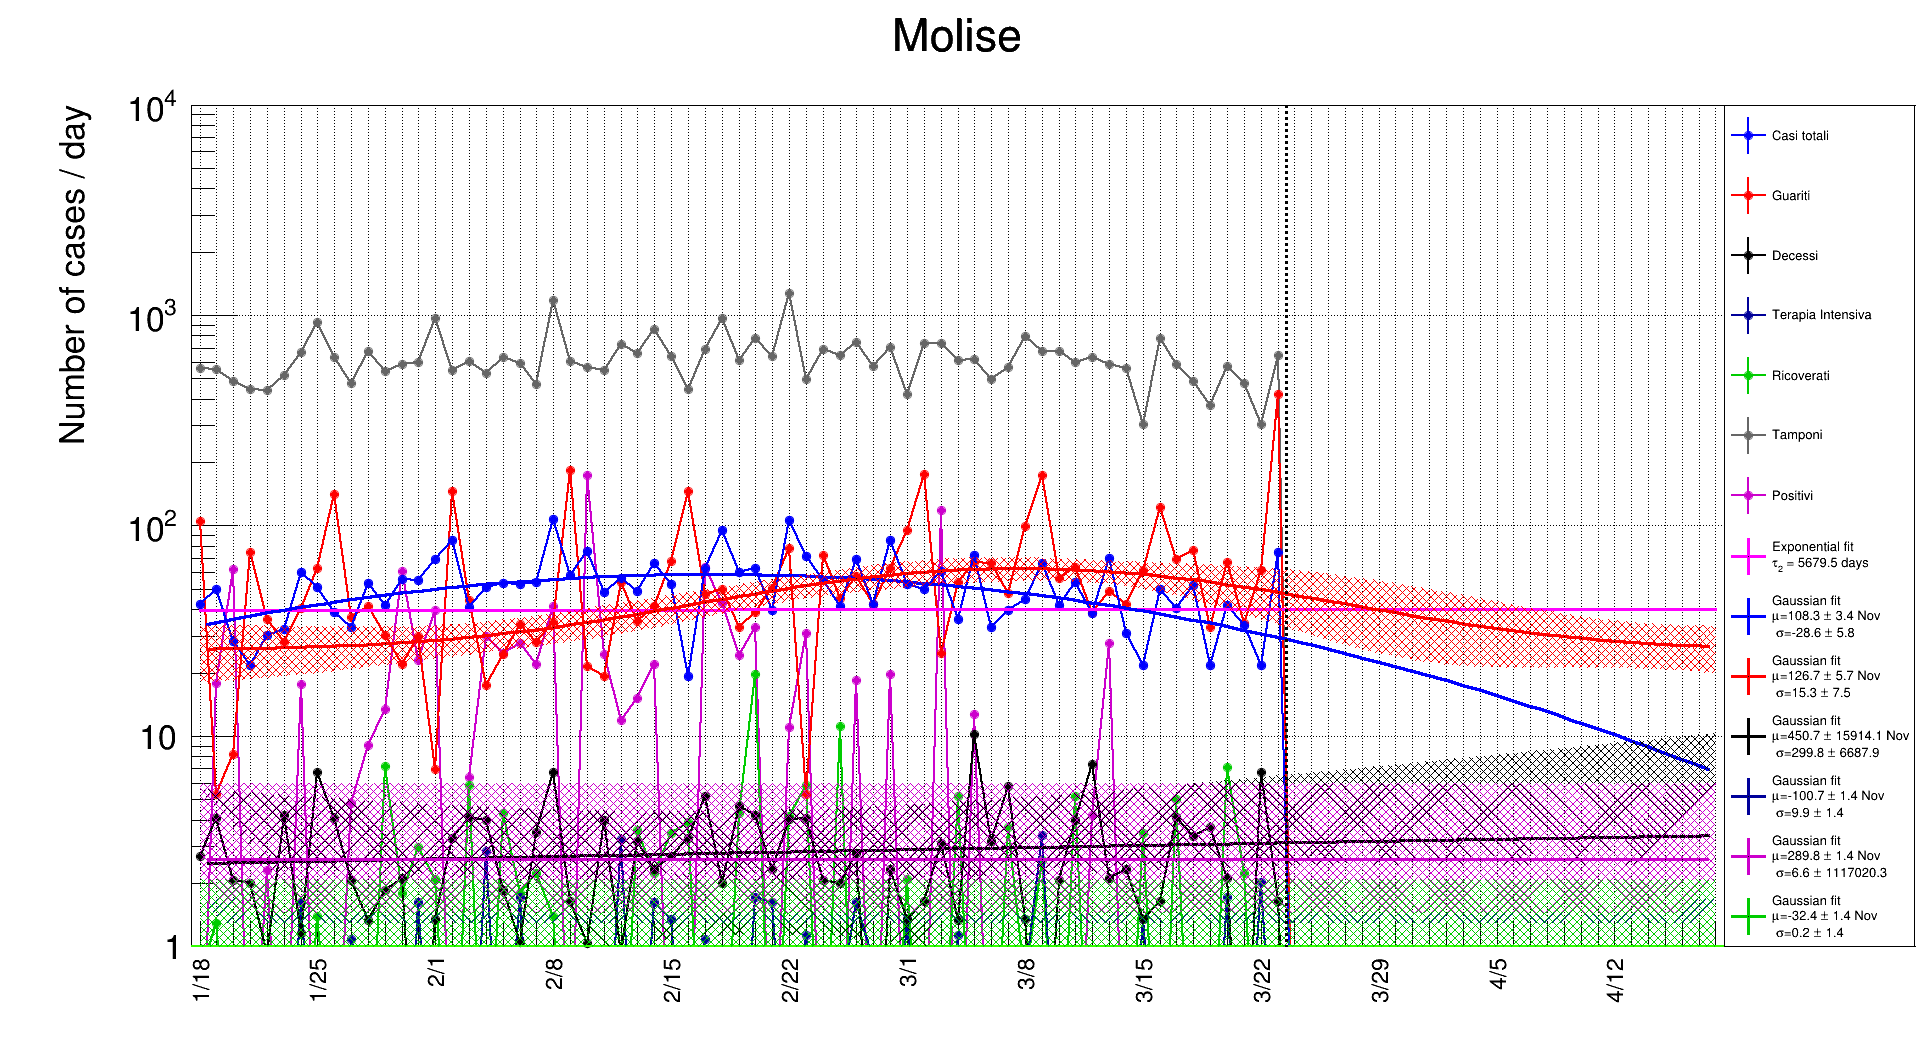 Molise
Number of cases / day
10^4
10^3
10^2
10
1
1/18
1/25
2/1
2/8
2/15
2/22
3/1
3/8
3/15
3/22
3/29
4/5
4/12
Casi totali
Guariti
Decessi
Terapia Intensiva
Ricoverati
Tamponi
Positivi
Exponential fit
τ₂ = 5679.5 days
Gaussian fit
μ=108.3 ± 3.4 Nov
σ=-28.6 ± 5.8
Gaussian fit
μ=126.7 ± 5.7 Nov
σ=15.3 ± 7.5
Gaussian fit
μ=450.7 ± 15914.1 Nov
σ=299.8 ± 6687.9
Gaussian fit
μ=-100.7 ± 1.4 Nov
σ=9.9 ± 1.4
Gaussian fit
μ=289.8 ± 1.4 Nov
σ=6.6 ± 1117020.3
Gaussian fit
μ=-32.4 ± 1.4 Nov
σ=0.2 ± 1.4